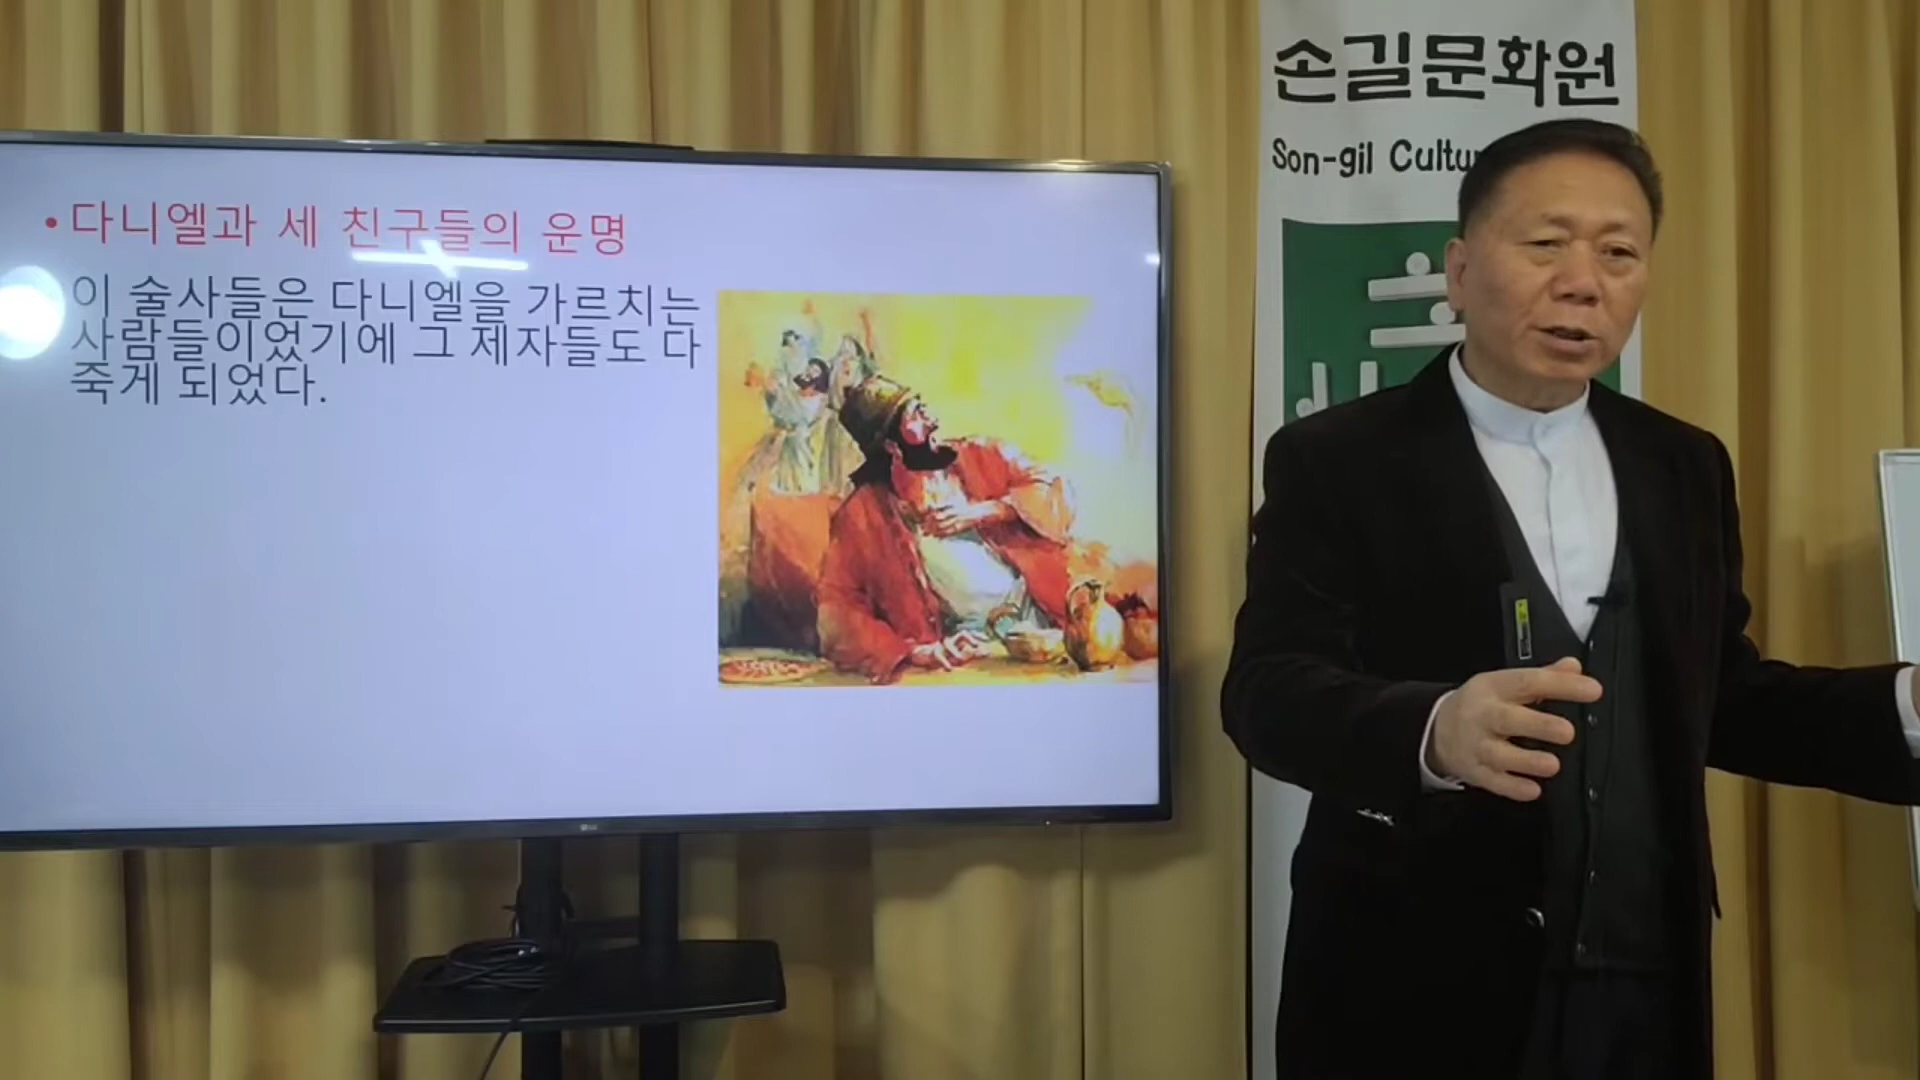 손길문화원
Son-gil Cultu
• 다니엘과 세 친구들의 운명
이 술사들은 다니엘을 가르치는
사람들이었기에 그 제자들도 다
죽게 되었다.